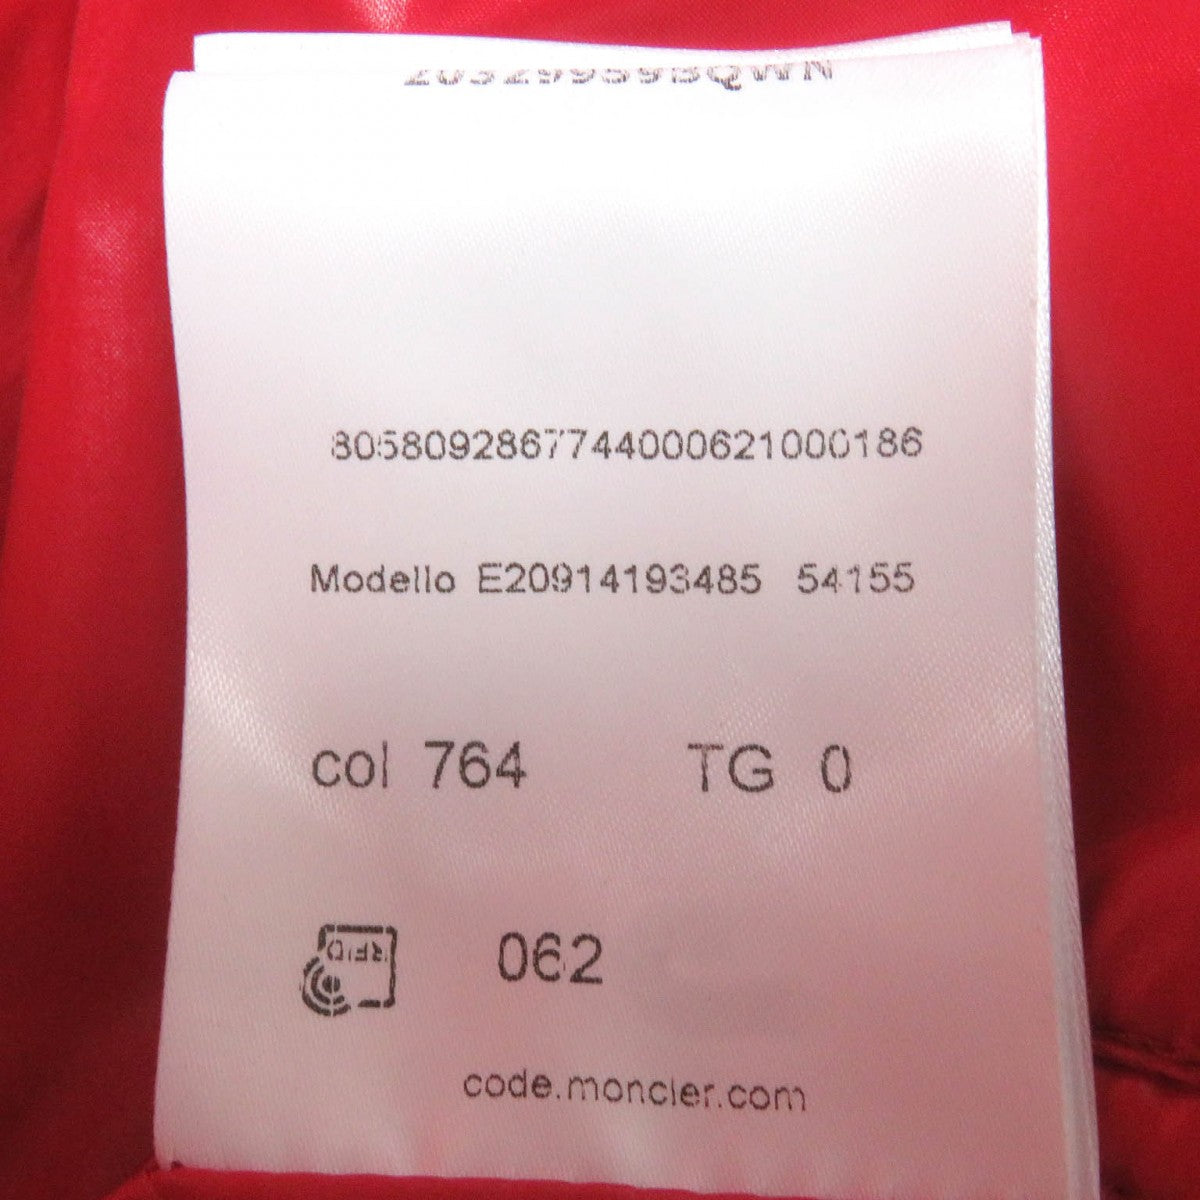 8058092867744000621000186
Modello E20914193485 54155
col 764 TG 0
RFID 062
code.moncler.com